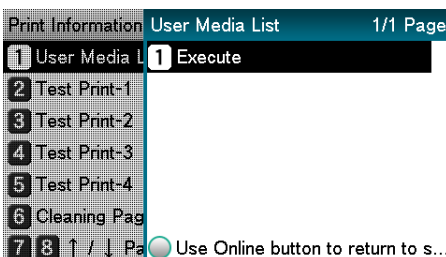 Print Information
1 User Media L
2 Test Print-1
3 Test Print-2
4 Test Print-3
5 Test Print-4
6 Cleaning Pag
7 8 ↑ / ↓ Pa
User Media List 1/1 Page
1 Execute
Use Online button to return to s...